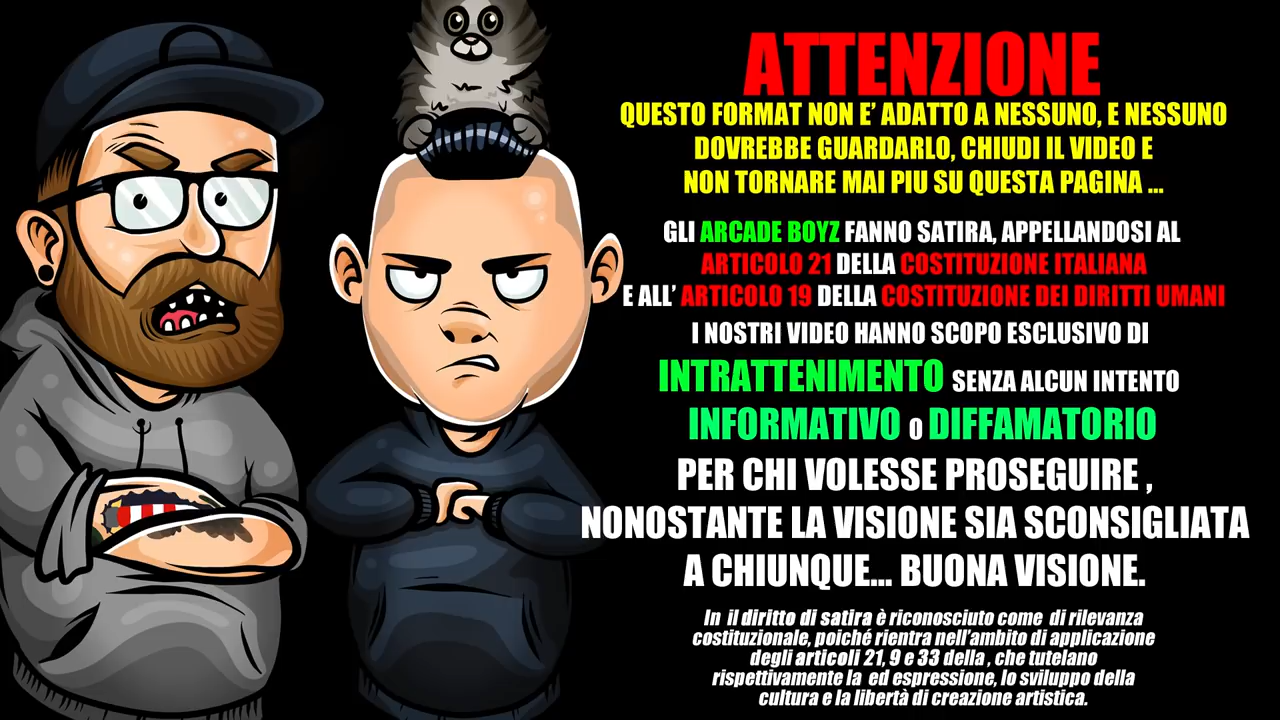 ATTENZIONE
QUESTO FORMAT NON E' ADATTO A NESSUNO, E NESSUNO
DOVREBBE GUARDARLO, CHIUDI IL VIDEO E
NON TORNARE MAI PIU SU QUESTA PAGINA ...
GLI ARCADE BOYZ FANNO SATIRA, APPELLANDOSI AL
ARTICOLO 21 DELLA COSTITUZIONE ITALIANA
E ALL' ARTICOLO 19 DELLA COSTITUZIONE DEI DIRITTI UMANI
I NOSTRI VIDEO HANNO SCOPO ESCLUSIVO DI
INTRATTENIMENTO SENZA ALCUN INTENTO
INFORMATIVO O DIFFAMATORIO
PER CHI VOLESSE PROSEGUIRE ,
NONOSTANTE LA VISIONE SIA SCONSIGLIATA
A CHIUNQUE... BUONA VISIONE.
In il diritto di satira è riconosciuto come di rilevanza
costituzionale, poiché rientra nell'ambito di applicazione
degli articoli 21, 9 e 33 della , che tutelano
rispettivamente la ed espressione, lo sviluppo della
cultura e la libertà di creazione artistica.